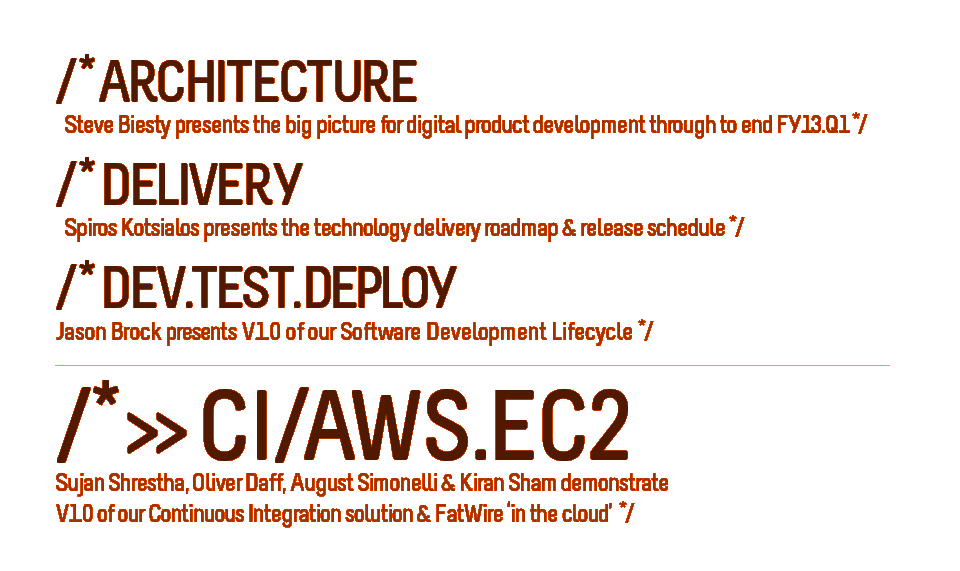 /* ARCHITECTURE
Steve Biesty presents the big picture for digital product development through to end FY13.Q1 */
/* DELIVERY
Spiros Kotsialos presents the technology delivery roadmap & release schedule */
/* DEV.TEST.DEPLOY
Jason Brock presents V1.0 of our Software Development Lifecycle */
/* >> CI/AWS.EC2
Sujan Shrestha, Oliver Daff, August Simonelli & Kiran Sham demonstrate
V1.0 of our Continuous Integration solution & FatWire ‘in the cloud’ */